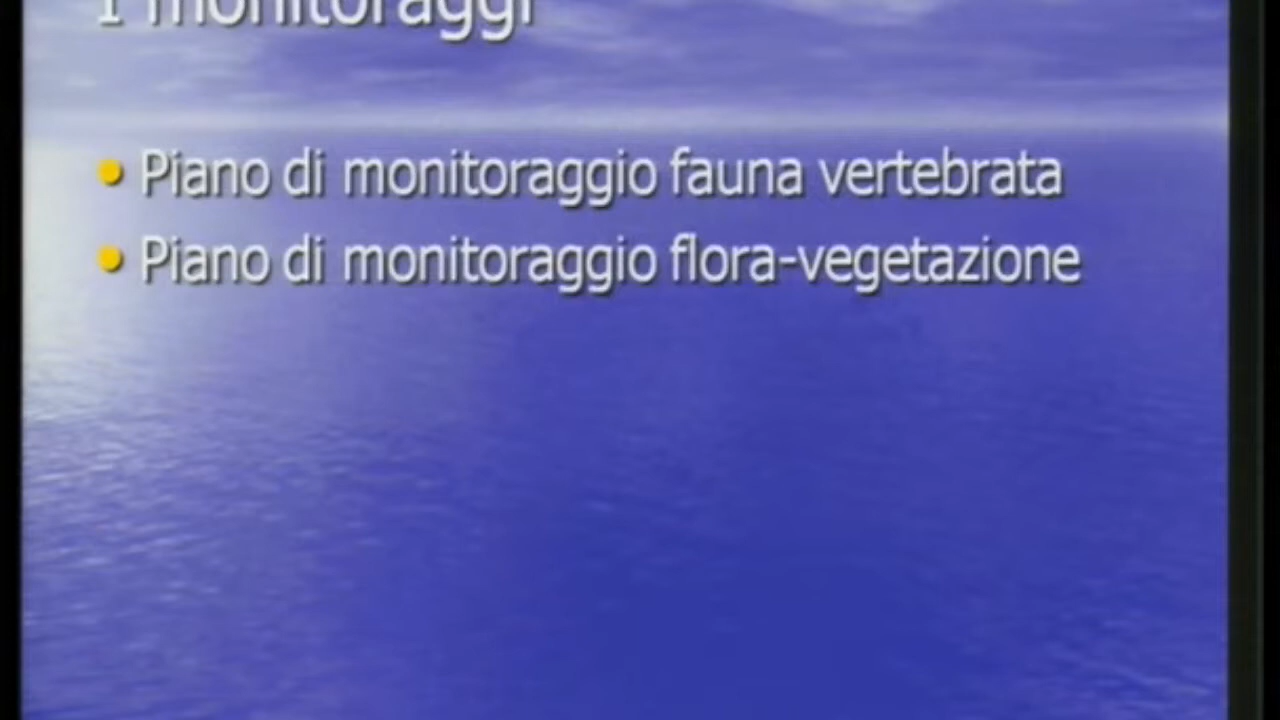 I monitoraggi
Piano di monitoraggio fauna vertebrata
Piano di monitoraggio flora-vegetazione